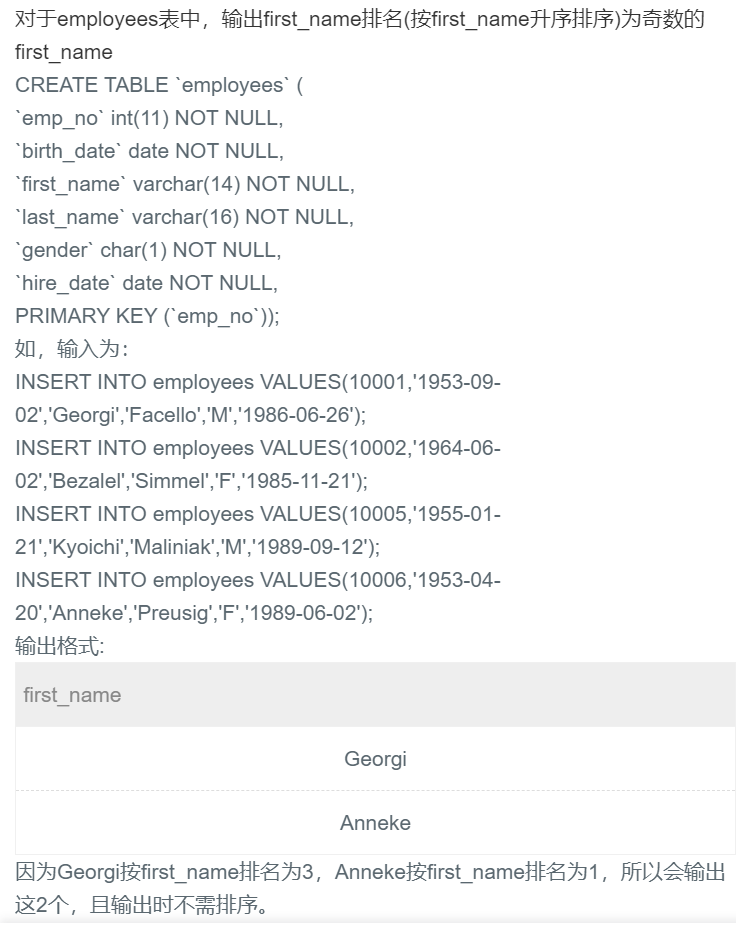 对于employees表中，输出first_name排名(按first_name升序排序)为奇数的
first_name
CREATE TABLE `employees` (
`emp_no` int(11) NOT NULL,
`birth_date` date NOT NULL,
`first_name` varchar(14) NOT NULL,
`last_name` varchar(16) NOT NULL,
`gender` char(1) NOT NULL,
`hire_date` date NOT NULL,
PRIMARY KEY (`emp_no`));
如，输入为：
INSERT INTO employees VALUES(10001,'1953-09-
02','Georgi','Facello','M','1986-06-26');
INSERT INTO employees VALUES(10002,'1964-06-
02','Bezalel','Simmel','F','1985-11-21');
INSERT INTO employees VALUES(10005,'1955-01-
21','Kyoichi','Maliniak','M','1989-09-12');
INSERT INTO employees VALUES(10006,'1953-04-
20','Anneke','Preusig','F','1989-06-02');
输出格式:
first_name
Georgi
Anneke
因为Georgi按first_name排名为3，Anneke按first_name排名为1，所以会输出
这2个，且输出时不需排序。